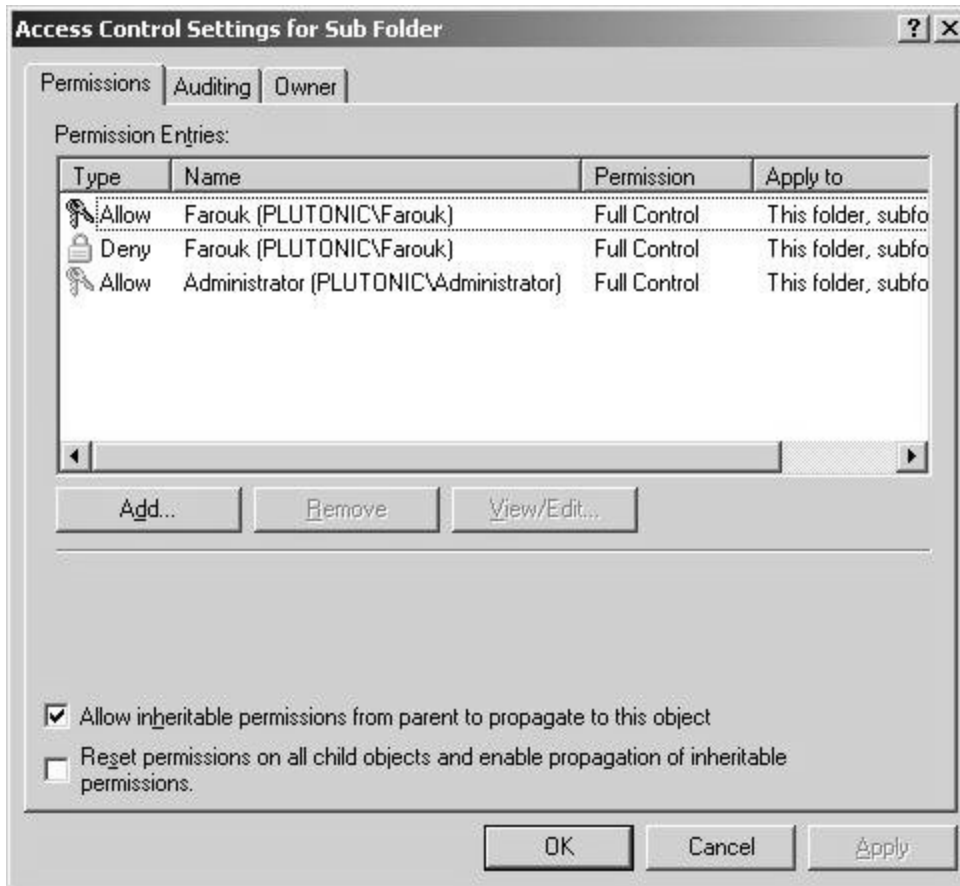 Access Control Settings for Sub Folder
Permissions Auditing Owner
Permission Entries:
Type Name Permission Apply to
Allow Farouk (PLUTONIC\Farouk) Full Control This folder, subfo
Deny Farouk (PLUTONIC\Farouk) Full Control This folder, subfo
Allow Administrator (PLUTONIC\Administrator) Full Control This folder, subfo
Add... Remove View/Edit...
Allow inheritable permissions from parent to propagate to this object
Reset permissions on all child objects and enable propagation of inheritable
permissions.
OK Cancel Apply